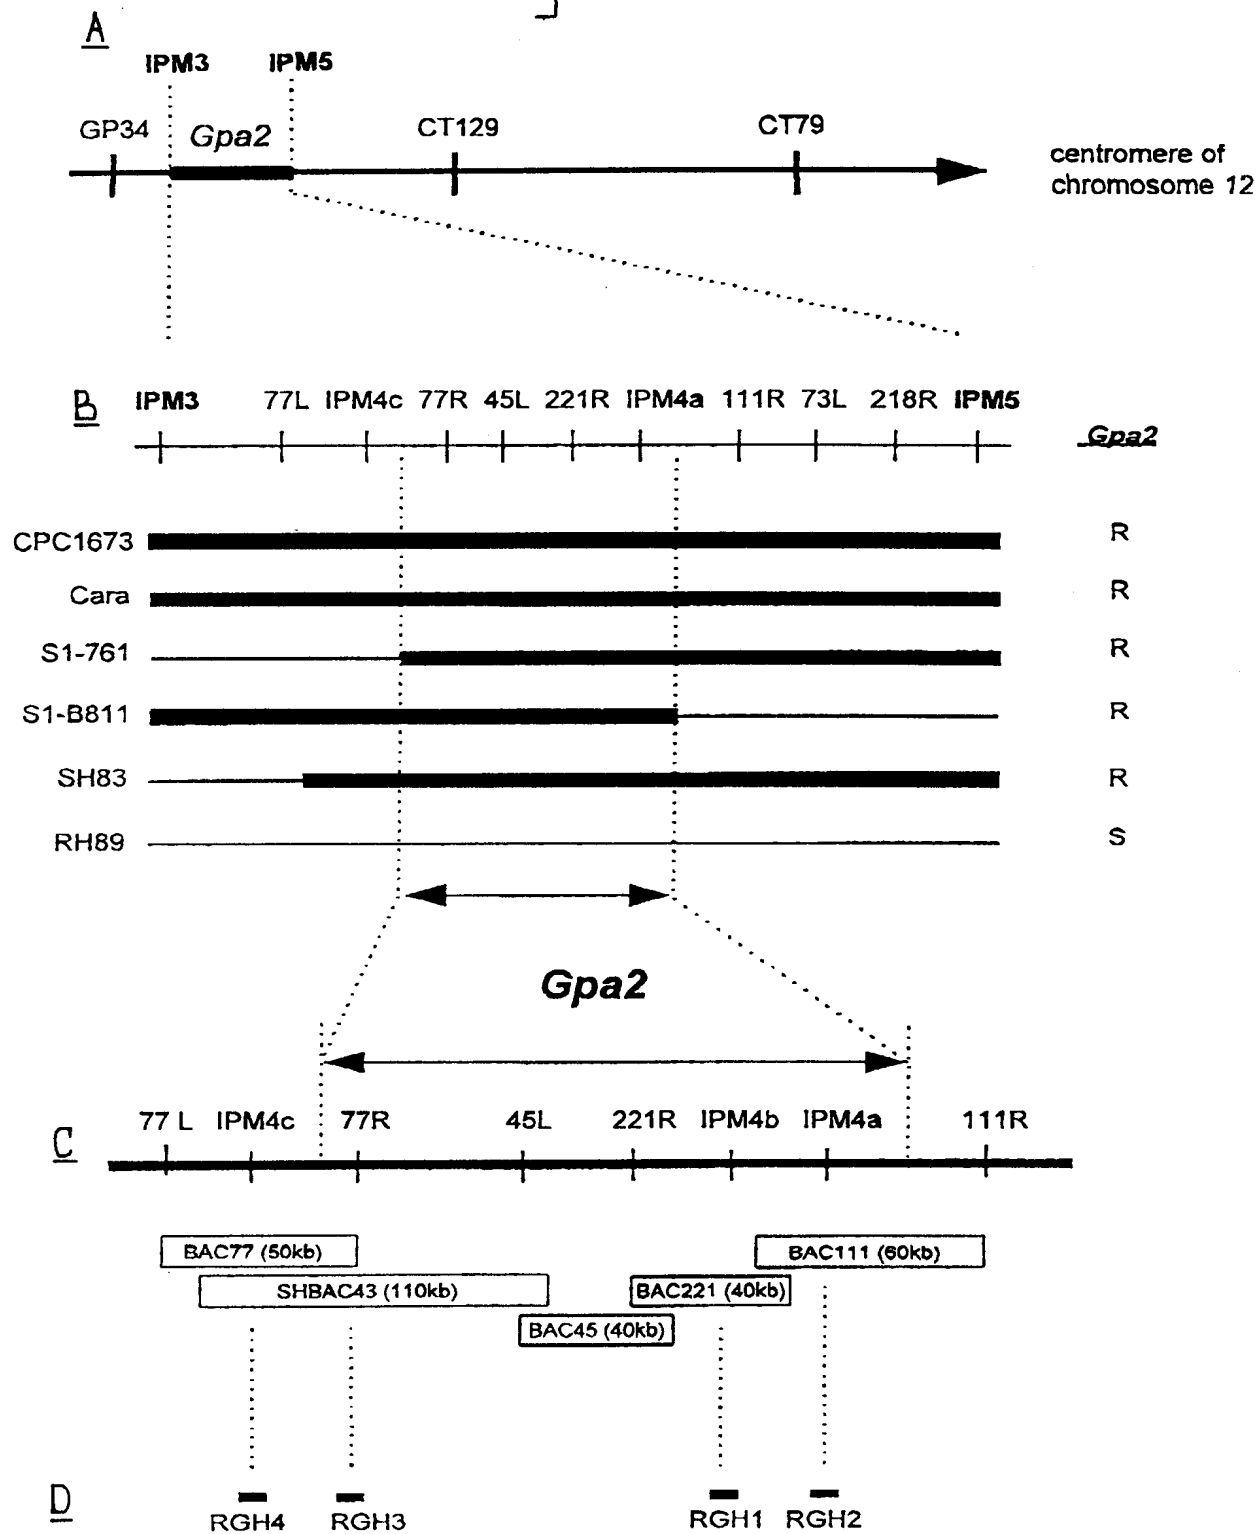 A
IPM3 IPM5
GP34 Gpa2 CT129 CT79
centromere of
chromosome 12
B IPM3 77L IPM4c 77R 45L 221R IPM4a 111R 73L 218R IPM5
Gpa2
CPC1673 R
Cara R
S1-761 R
S1-B811 R
SH83 R
RH89 S
Gpa2
C 77 L IPM4c 77R 45L 221R IPM4b IPM4a 111R
BAC77 (50kb) BAC111 (60kb)
SHBAC43 (110kb) BAC221 (40kb)
BAC45 (40kb)
D
RGH4 RGH3 RGH1 RGH2